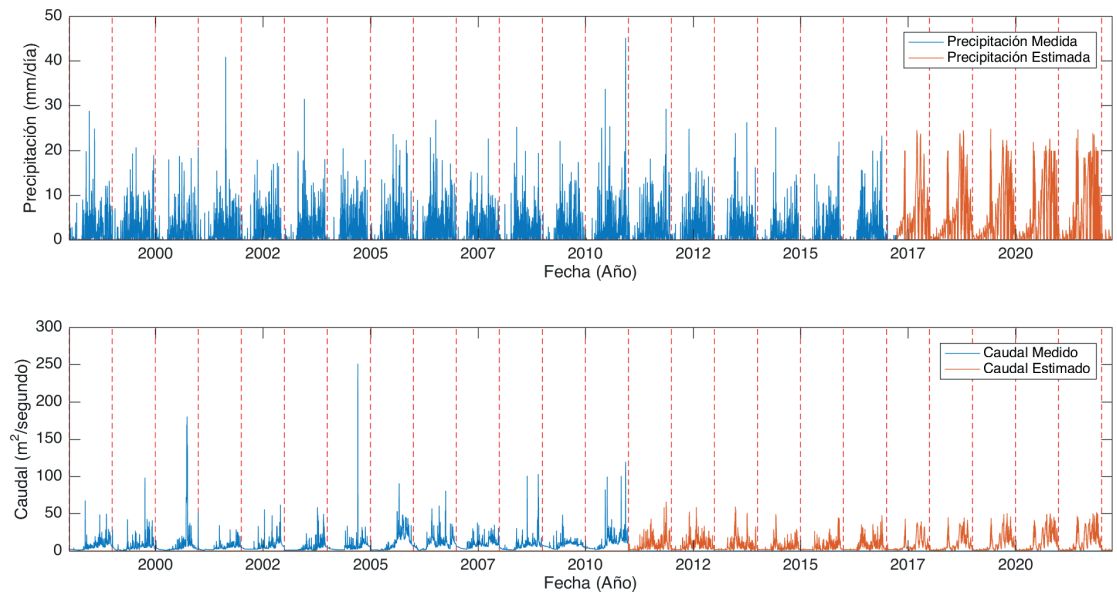 50
40
30
20
10
0
Precipitación (mm/día)
Precipitación Medida
Precipitación Estimada
2000 2002 2005 2007 2010 2012 2015 2017 2020
Fecha (Año)
300
250
200
150
100
50
0
Caudal (m²/segundo)
Caudal Medido
Caudal Estimado
2000 2002 2005 2007 2010 2012 2015 2017 2020
Fecha (Año)